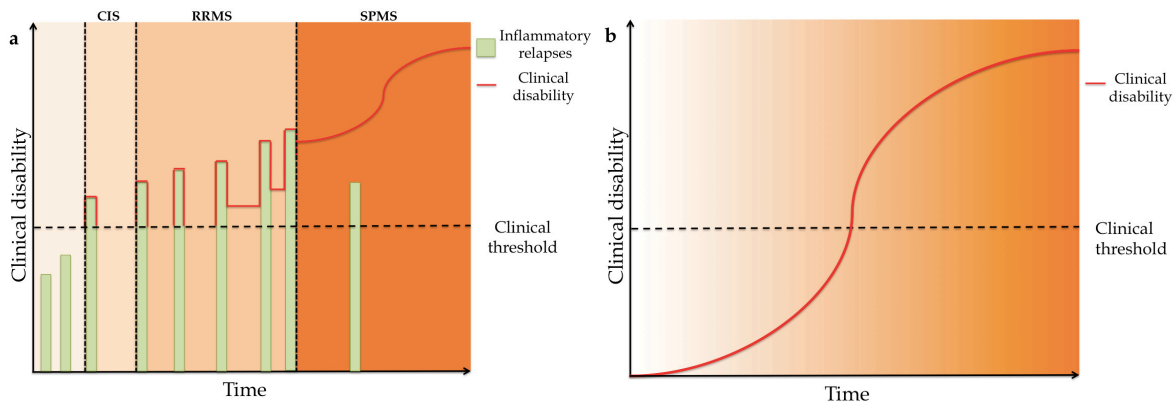 CIS RRMS SPMS
a
Inflammatory
relapses
Clinical
disability
Clinical disability
Clinical
threshold
Time
b
Clinical
disability
Clinical disability
Clinical
threshold
Time